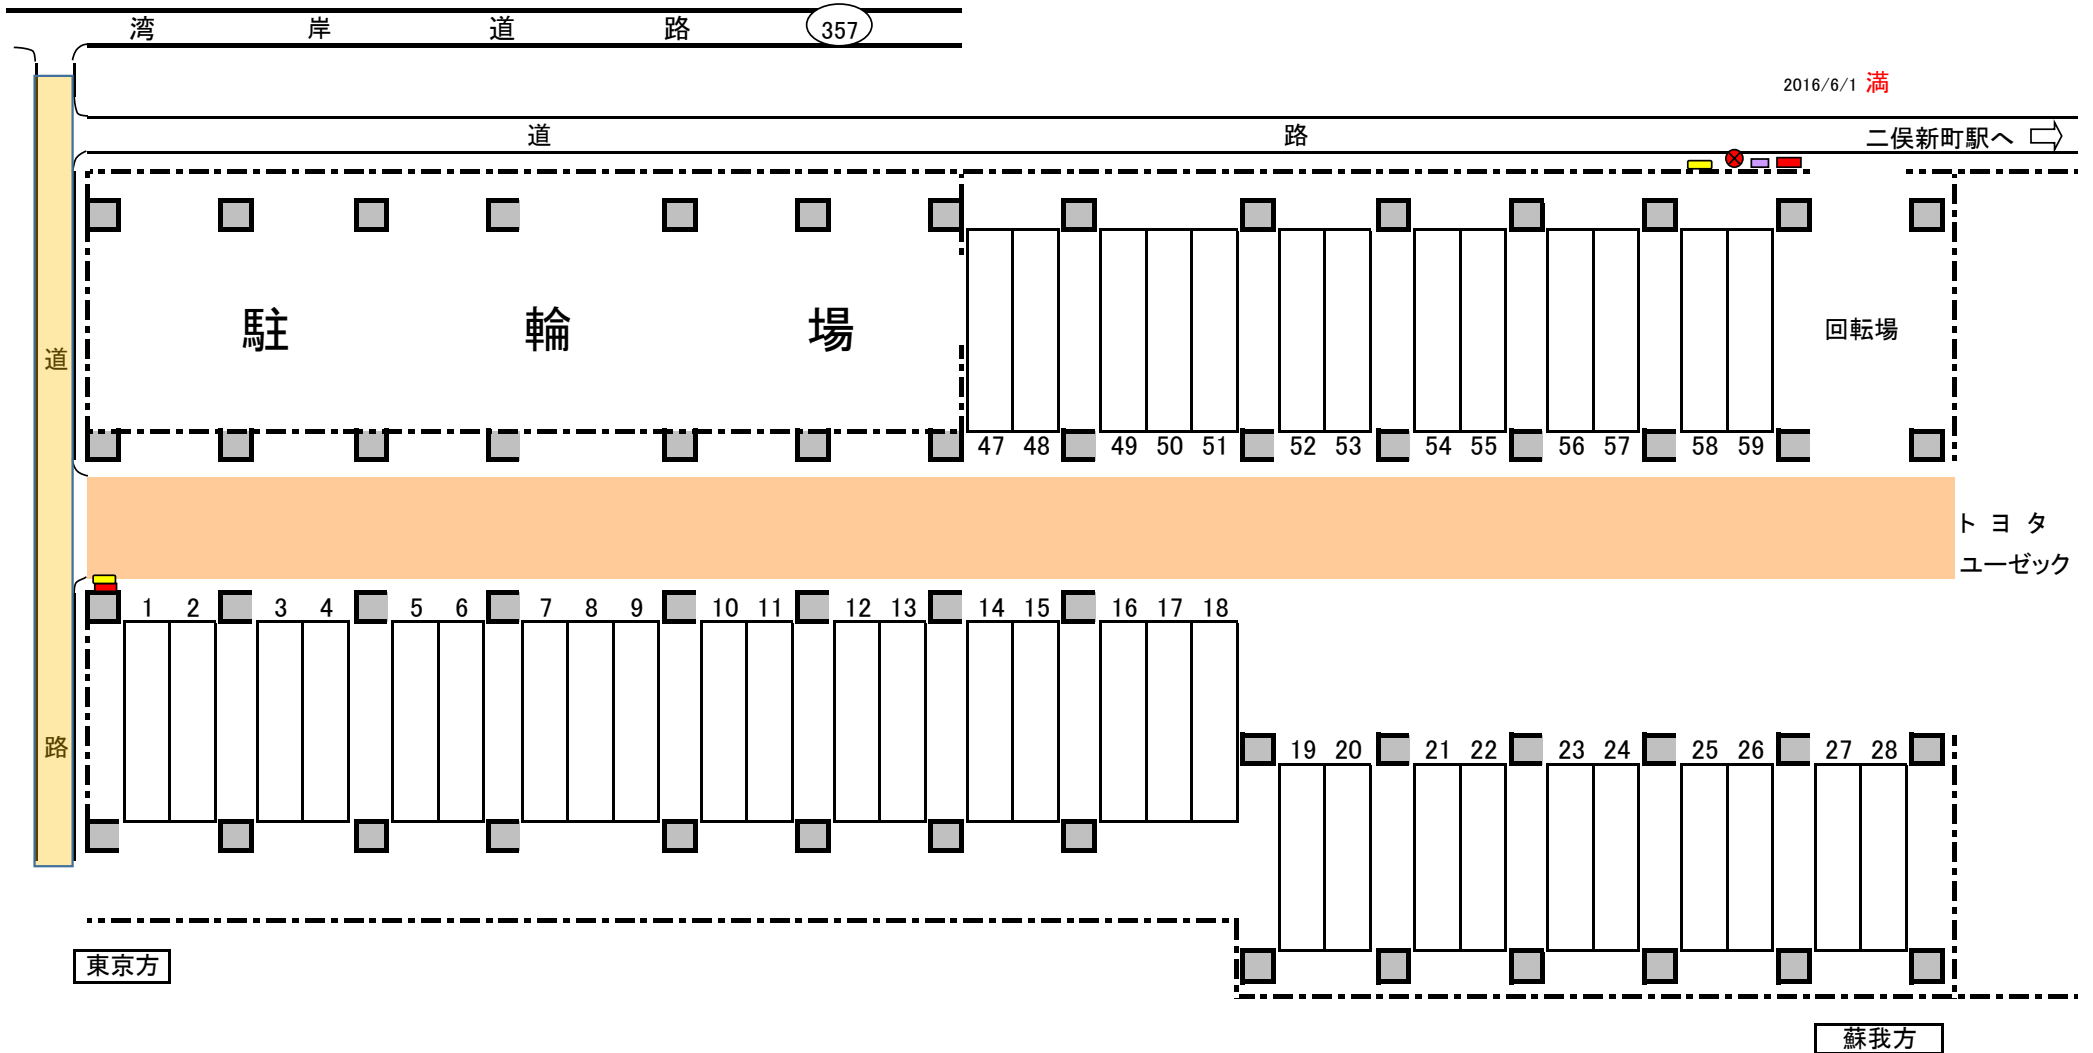 湾岸道路 357
2016/6/1 満
道路
二俣新町駅へ
駐輪場
回転場
道路
47 48 49 50 51 52 53 54 55 56 57 58 59
トヨタ
ユーゼック
1 2 3 4 5 6 7 8 9 10 11 12 13 14 15 16 17 18
19 20 21 22 23 24 25 26 27 28
東京方
蘇我方